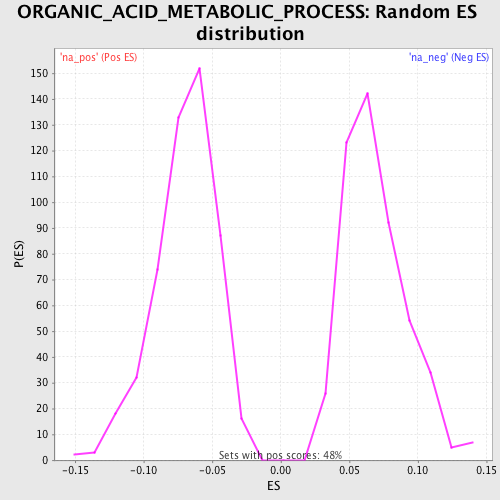 ORGANIC_ACID_METABOLIC_PROCESS: Random ES
distribution
'na_pos' (Pos ES)
'na_neg' (Neg ES)
150
140
130
120
110
100
90
80
70
60
50
40
30
20
10
0
P(ES)
Sets with pos scores: 48%
-0.15 -0.10 -0.05 0.00 0.05 0.10 0.15
ES